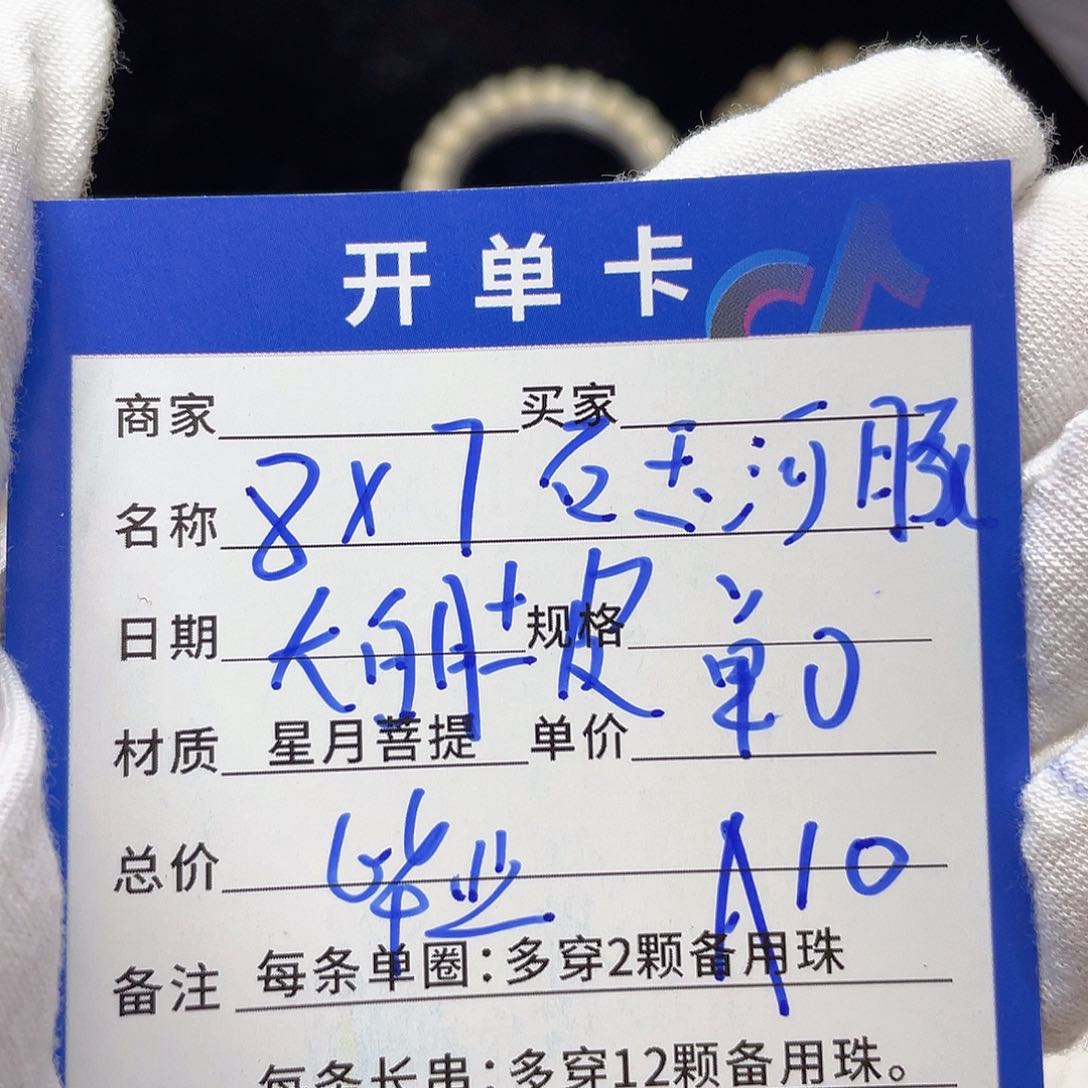 开单卡
商家 买家
名称 8X7 豆天河豚
日期 大白肚皮 规格 单0
材质 星月菩提 单价
总价 毕业 A10
备注 每条单圈：多穿2颗备用珠
每条长串：多穿12颗备用珠。